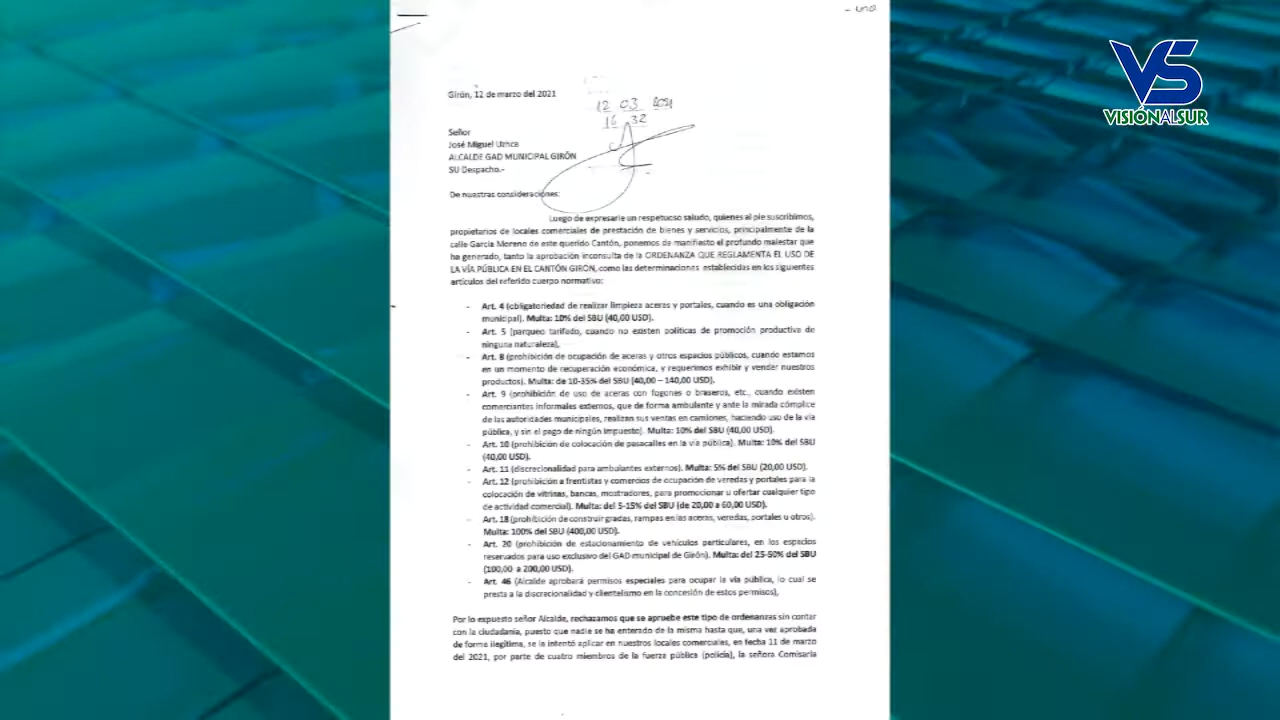 - uno
VS
VISIÓNALSUR
Girón, 12 de marzo del 2021
12 03 2021
16 32
Señor
José Miguel Uzhca
ALCALDE GAD MUNICIPAL GIRÓN
SU Despacho.-
De nuestras consideraciones:
Luego de expresarle un respetuoso saludo, quienes al pie suscribimos,
propietarios de locales comerciales de prestación de bienes y servicios, principalmente de la
calle García Moreno de este querido Cantón, ponemos de manifiesto el profundo malestar que
ha generado, tanto la aprobación inconsulta de la ORDENANZA QUE REGLAMENTA EL USO DE
LA VÍA PÚBLICA EN EL CANTÓN GIRÓN, como las determinaciones establecidas en los siguientes
artículos del referido cuerpo normativo:
- Art. 4 (obligatoriedad de realizar limpieza aceras y portales, cuando es una obligación
municipal). Multa: 10% del SBU (40,00 USD).
- Art. 5 (parqueo tarifado, cuando no existen políticas de promoción productiva de
ninguna naturaleza),
- Art. 8 (prohibición de ocupación de aceras y otros espacios públicos, cuando estamos
en un momento de recuperación económica, y requerimos exhibir y vender nuestros
productos). Multa: de 10-35% del SBU (40,00 – 140,00 USD).
- Art. 9 (prohibición de uso de aceras con fogones o braseros, etc., cuando existen
comerciantes informales externos, que de forma ambulente y ante la mirada cómplice
de las autoridades municipales, realizan sus ventas en camiones, haciendo uso de la vía
pública, y sin el pago de ningún impuesto). Multa: 10% del SBU (40,00 USD).
- Art. 10 (prohibición de colocación de pasacalles en la vía pública). Multa: 10% del SBU
(40,00 USD).
- Art. 11 (discrecionalidad para ambulantes externos). Multa: 5% del SBU (20,00 USD).
- Art. 12 (prohibición a frentistas y comercios de ocupación de veredas y portales para la
colocación de vitrinas, bancas, mostradores, para promocionar u ofertar cualquier tipo
de actividad comercial). Multa: del 5-15% del SBU (de 20,00 a 60,00 USD).
- Art. 18 (prohibición de construir gradas, rampas en las aceras, veredas, portales u otros).
Multa: 100% del SBU (400,00 USD).
- Art. 20 (prohibición de estacionamiento de vehículos particulares, en los espacios
reservados para uso exclusivo del GAD municipal de Girón). Multa: del 25-50% del SBU
(100,00 a 200,00 USD).
- Art. 46 (Alcalde aprobará permisos especiales para ocupar la vía pública, lo cual se
presta a la discrecionalidad y clientelismo en la concesión de estos permisos),
Por lo expuesto señor Alcalde, rechazamos que se apruebe este tipo de ordenanzas sin contar
con la ciudadanía, puesto que nadie se ha enterado de la misma hasta que, una vez aprobada
de forma ilegítima, se la intentó aplicar en nuestros locales comerciales, en fecha 11 de marzo
del 2021, por parte de cuatro miembros de la fuerza pública (policía), la señora Comisaria